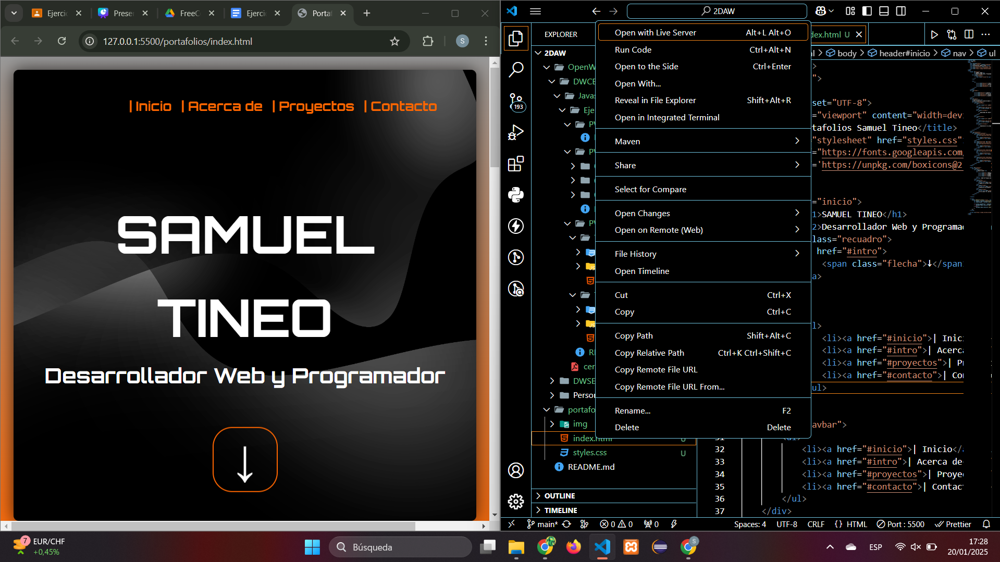 Ejercic
Presen
FreeC
Ejercic
Portaf
127.0.0.1:5500/portafolios/index.html
S
| Inicio | Acerca de | Proyectos | Contacto
SAMUEL
TINEO
Desarrollador Web y Programador
↓
2DAW
EXPLORER
2DAW
OpenW
DWCE
Javas
Eje
193
DWSE
Person
portafo
img
index.html
U
styles.css
U
README.md
OUTLINE
TIMELINE
Open with Live Server Alt+L Alt+O
Run Code Ctrl+Alt+N
Open to the Side Ctrl+Enter
Open With...
Reveal in File Explorer Shift+Alt+R
Open in Integrated Terminal
Maven
Share
Select for Compare
Open Changes
Open on Remote (Web)
File History
Open Timeline
Cut Ctrl+X
Copy Ctrl+C
Copy Path Shift+Alt+C
Copy Relative Path Ctrl+K Ctrl+Shift+C
Copy Remote File URL
Copy Remote File URL From...
Rename... F2
Delete Delete
dex.html U
body > header#inicio > nav > ul
set="UTF-8">
="viewport" content="width=devi
tafolios Samuel Tineo</title>
="stylesheet" href="styles.css"
="https://fonts.googleapis.com/
='https://unpkg.com/boxicons@2.
="inicio">
1>SAMUEL TINEO</h1>
2>Desarrollador Web y Programad
lass="recuadro">
href="#intro">
<span class="flecha">↓</span>
a>
l>
<li><a href="#inicio">| Inic
<li><a href="#intro">| Acerca
<li><a href="#proyectos">| Pr
<li><a href="#contacto">| Con
ul>
avbar">
31 <ul>
32 <li><a href="#inicio">| Inicio</a
33 <li><a href="#intro">| Acerca de
34 <li><a href="#proyectos">| Proye
35 <li><a href="#contacto">| Contac
36 </ul>
37 </div>
main* 0 0 0 Spaces: 4 UTF-8 CRLF {} HTML Port : 5500 Prettier
7
EUR/CHF
+0,45%
Búsqueda
S
ESP
17:28
20/01/2025